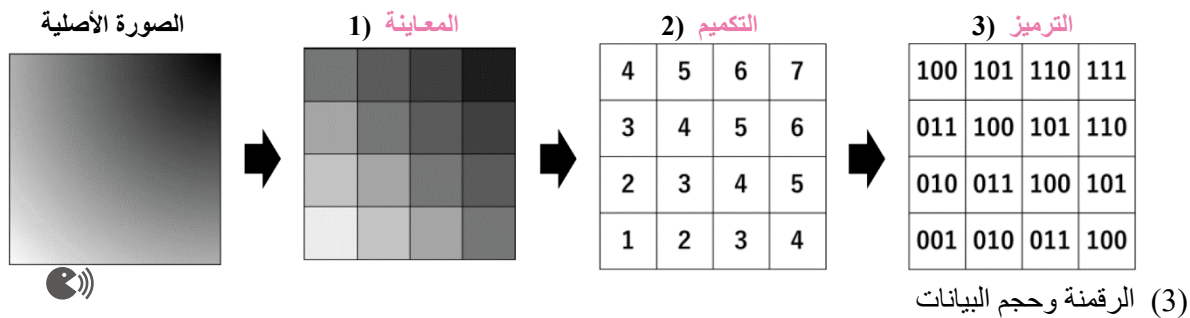 الصورة الأصلية
1) المعاينة
2) التكميم
3) الترميز
4 5 6 7
3 4 5 6
2 3 4 5
1 2 3 4
100 101 110 111
011 100 101 110
010 011 100 101
001 010 011 100
(3) الرقمنة وحجم البيانات